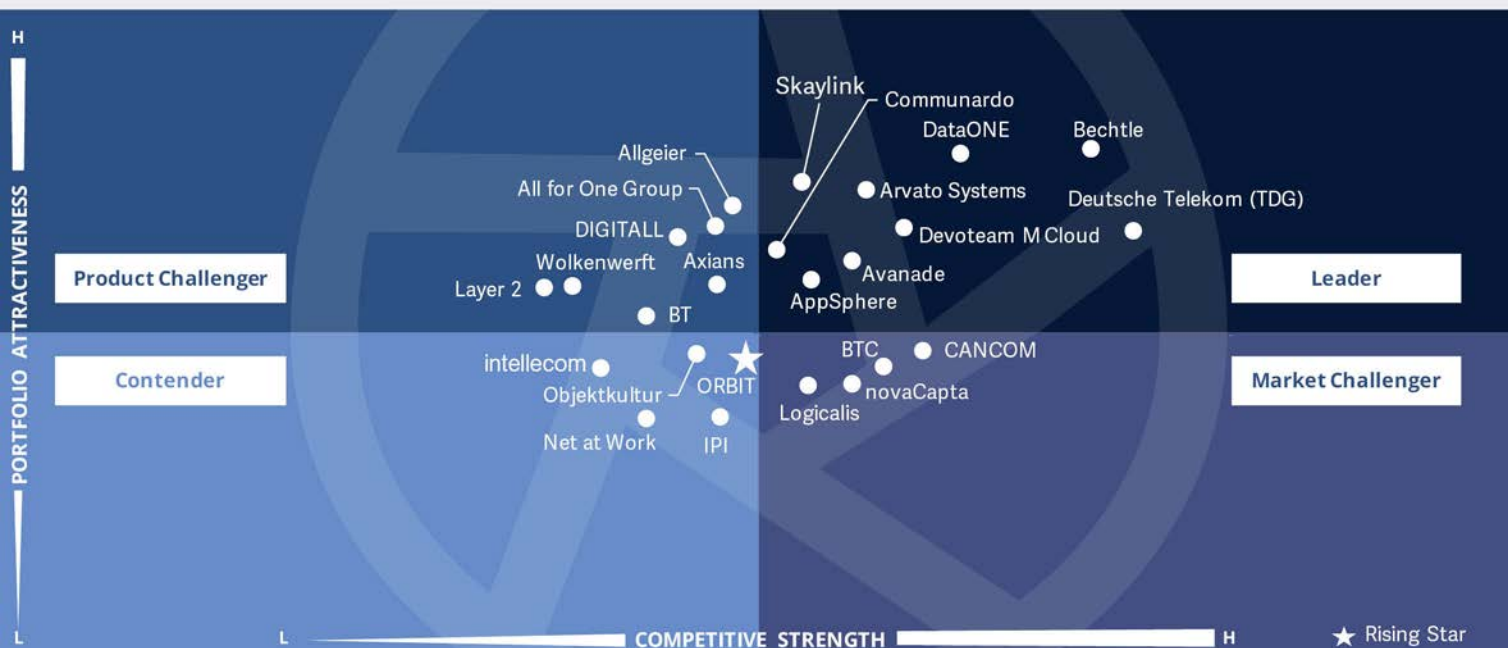 H
Skaylink
Communardo
DataONE
Bechtle
Allgeier
All for One Group
Arvato Systems
Deutsche Telekom (TDG)
DIGITALL
Devoteam M Cloud
Wolkenwerft
Axians
Avanade
Product Challenger
Leader
Layer 2
AppSphere
BT
PORTFOLIO ATTRACTIVENESS
intellecom
BTC
CANCOM
Contender
Objektkultur
ORBIT
novaCapta
Market Challenger
Logicalis
Net at Work
IPI
L
L
COMPETITIVE STRENGTH
H
Rising Star